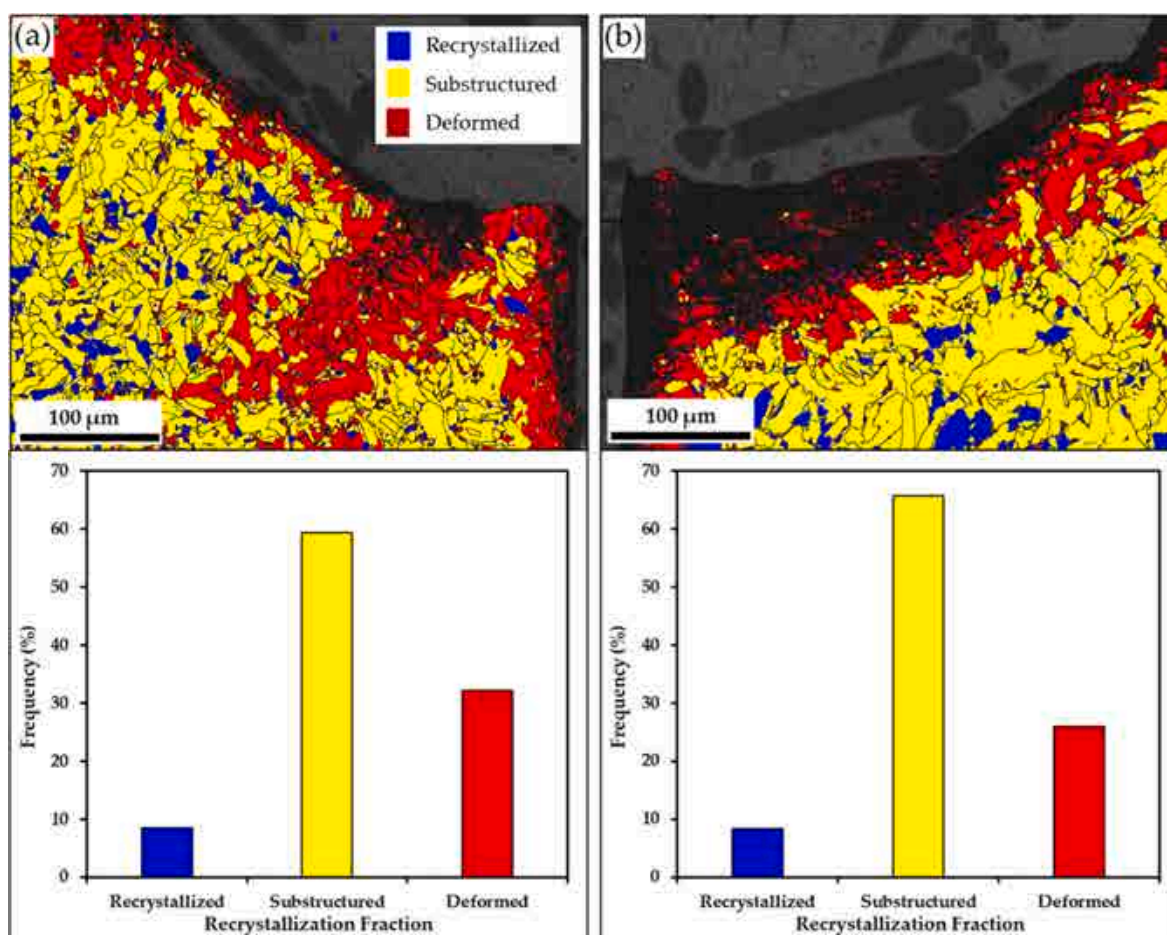 (a)
Recrystallized
Substructured
Deformed
100 μm
(b)
100 μm
70
60
50
40
30
20
10
0
Frequency (%)
Recrystallized Substructured Deformed
Recrystallization Fraction
70
60
50
40
30
20
10
0
Frequency (%)
Recrystallized Substructured Deformed
Recrystallization Fraction